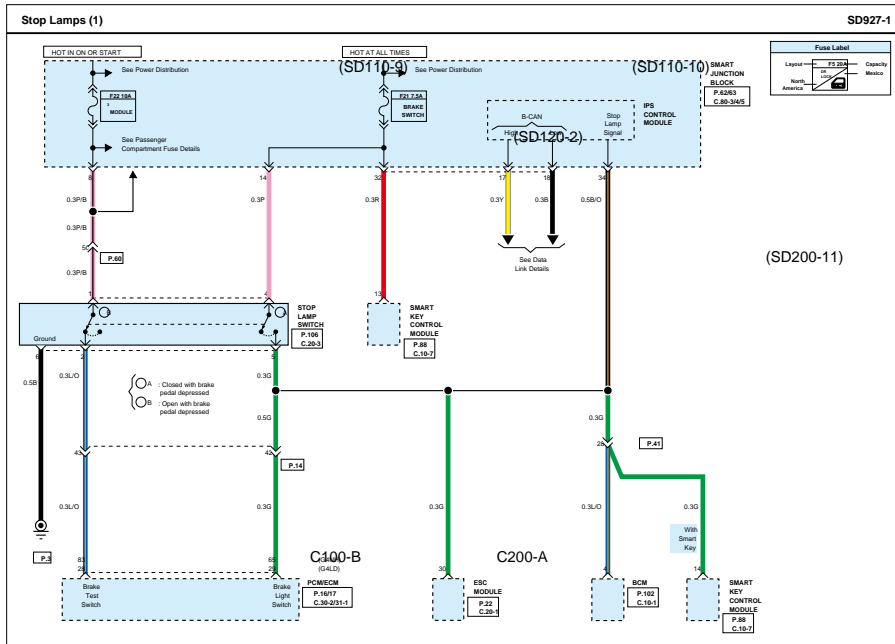 Stop Lamps (1)
SD927-1
HOT IN ON OR START
HOT AT ALL TIMES
(SD110-9)
(SD110-10)
See Power Distribution
See Power Distribution
F22 10A
3
MODULE
F21 7.5A
BRAKE
SWITCH
See Passenger
Compartment Fuse Details
B-CAN
High
Low
(SD120-2)
Stop
Lamp
Signal
IPS
CONTROL
MODULE
SMART
JUNCTION
BLOCK
P.62/63
C.80-3/4/5
Fuse Label
Layout
F5 20A
Capacity
DR
LOCK
Mexico
North
America
8
14
32
17
18
34
0.3P/B
0.3P
0.3R
0.3Y
0.3B
0.5B/O
0.3P/B
P.60
0.3P/B
See Data
Link Details
(SD200-11)
1
4
13
B
A
Ground
STOP
LAMP
SWITCH
P.106
C.20-3
SMART
KEY
CONTROL
MODULE
P.88
C.10-7
6
2
5
0.5B
0.3L/O
0.3G
A : Closed with brake
pedal depressed
B : Open with brake
pedal depressed
0.5G
0.3G
43
42
P.14
26
P.41
0.3L/O
0.3G
0.3G
0.3L/O
0.3G
With
Smart
Key
P.3
83
28
65
29
(G4LD)
C100-B
C200-A
30
4
14
Brake
Test
Switch
Brake
Light
Switch
PCM/ECM
P.16/17
C.30-2/31-1
ESC
MODULE
P.22
C.20-1
BCM
P.102
C.10-1
SMART
KEY
CONTROL
MODULE
P.88
C.10-7